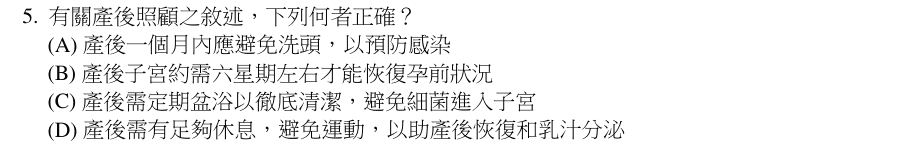 5. 有關產後照顧之敘述，下列何者正確？
(A) 產後一個月內應避免洗頭，以預防感染
(B) 產後子宮約需六星期左右才能恢復孕前狀況
(C) 產後需定期盆浴以徹底清潔，避免細菌進入子宮
(D) 產後需有足夠休息，避免運動，以助產後恢復和乳汁分泌